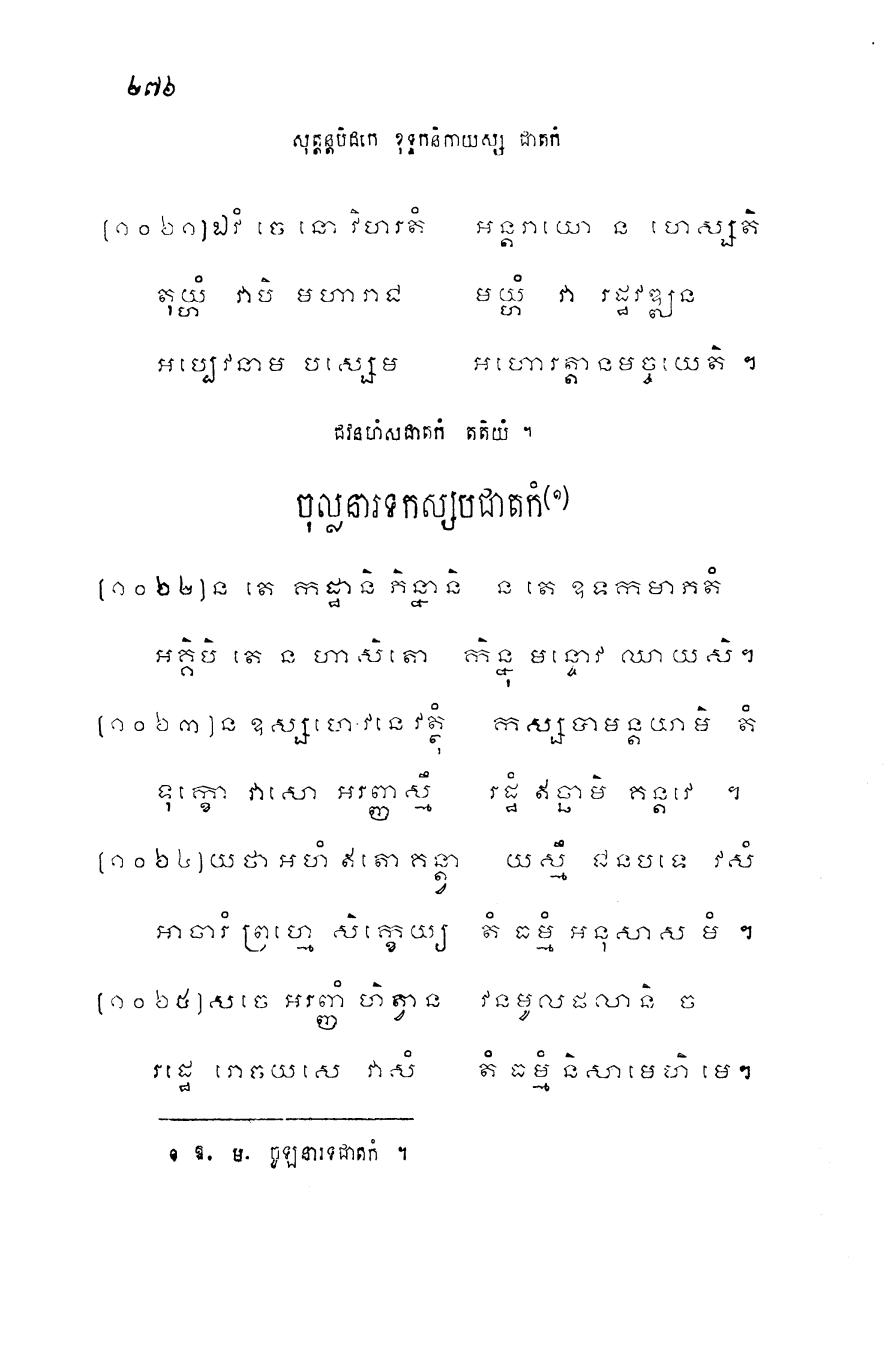 ២៧៦
សុត្តន្តបិដកេ ខុទ្ទកនិកាយស្ស ជាតកំ
[១០៦១] ឯវំ ចេ នោ វិហរតំ អន្តរាយោ ន ហេស្សតិ
តុយ្ហំ វាបិ មហារាជ មយ្ហំ វា រដ្ឋវឌ្ឍន
អប្បេវនាម បស្សេម អហោរត្តានមច្ចយេតិ ។
ជវនហំសជាតកំ តតិយំ ។
ចុល្លនារទកស្សបជាតកំ(១)
[១០៦២] ន តេ កដ្ឋានិ ភិន្នានិ ន តេ ឧទកមាភតំ
អគ្គិបិ តេ ន ហាសិតោ កិន្នុ មន្ទោវ ឈាយសិ។
[១០៦៣] ន ឧស្សហេ វនេ វត្ថុំ កស្សបាមន្តយាមិ តំ
ទុក្ខោ វាសោ អរញ្ញស្មឹ រដ្ឋំ ឥច្ឆាមិ គន្តវេ ។
[១០៦៤] យថា អហំ ឥតោ គន្ត្វា យស្មឹ ជនបទេ វសំ
អាចារំ ព្រហ្មេ សិក្ខេយ្យ តំ ធម្មំ អនុសាស មំ ។
[១០៦៥] សចេ អរញ្ញំ ហិត្វាន វនមូលផលានិ ច
រដ្ឋេ រោចយសេ វាសំ តំ ធម្មំ និសាមេហិ មេ។
១ ឱ. ម. ចូឡនារទជាតកំ ។